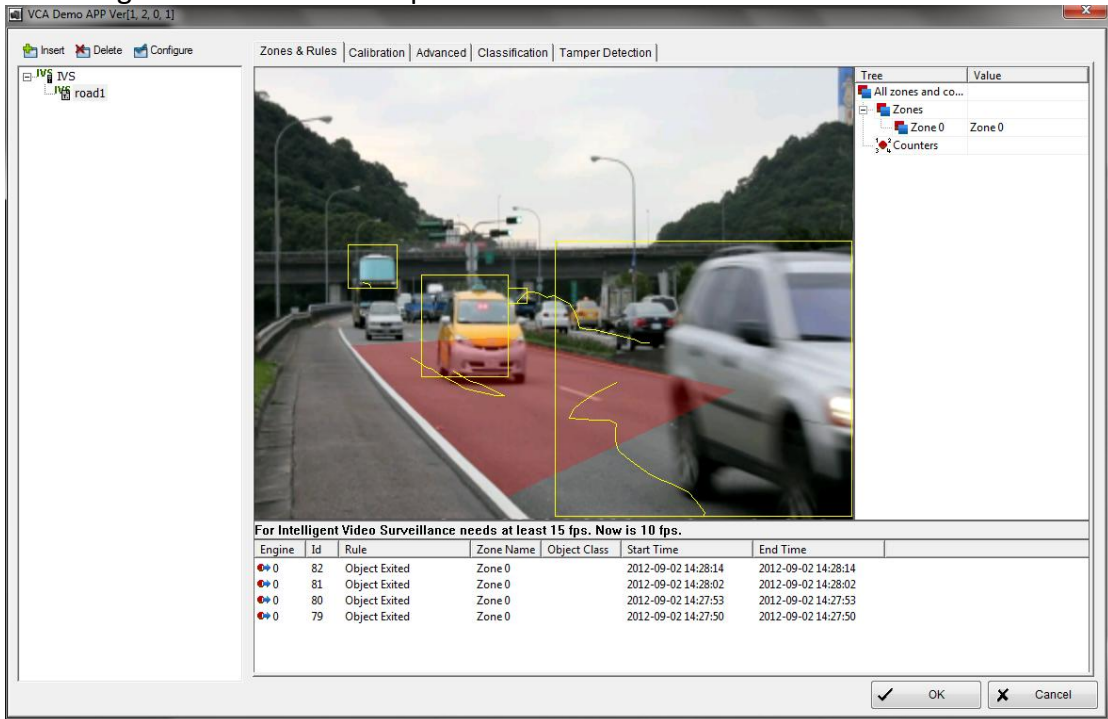 VCA Demo APP Ver[1, 2, 0, 1]
Insert Delete Configure
IVS
road1
Zones & Rules Calibration Advanced Classification Tamper Detection
Tree Value
All zones and co...
Zones
Zone 0 Zone 0
Counters
For Intelligent Video Surveillance needs at least 15 fps. Now is 10 fps.
Engine Id Rule Zone Name Object Class Start Time End Time
0 82 Object Exited Zone 0 2012-09-02 14:28:14 2012-09-02 14:28:14
0 81 Object Exited Zone 0 2012-09-02 14:28:02 2012-09-02 14:28:02
0 80 Object Exited Zone 0 2012-09-02 14:27:53 2012-09-02 14:27:53
0 79 Object Exited Zone 0 2012-09-02 14:27:50 2012-09-02 14:27:50
OK Cancel